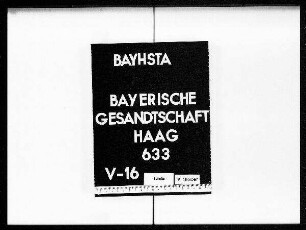 BAYHSTA
BAYERISCHE
GESANDTSCHAFT
HAAG
633
V-16